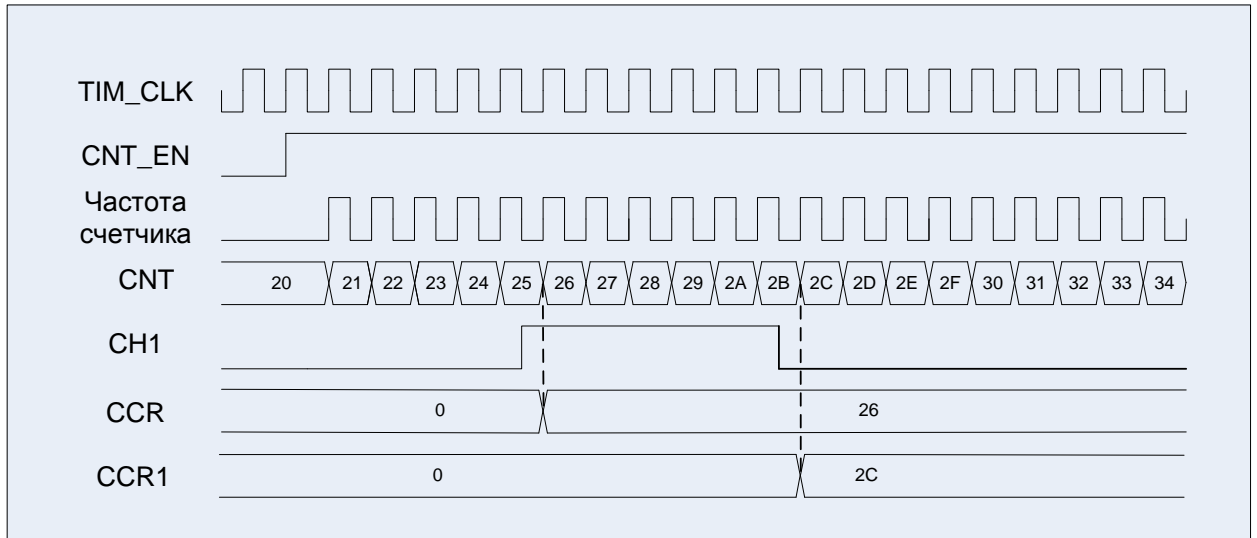 TIM_CLK
CNT_EN
Частота
счетчика
CNT 20 21 22 23 24 25 26 27 28 29 2A 2B 2C 2D 2E 2F 30 31 32 33 34
CH1
CCR 0 26
CCR1 0 2C